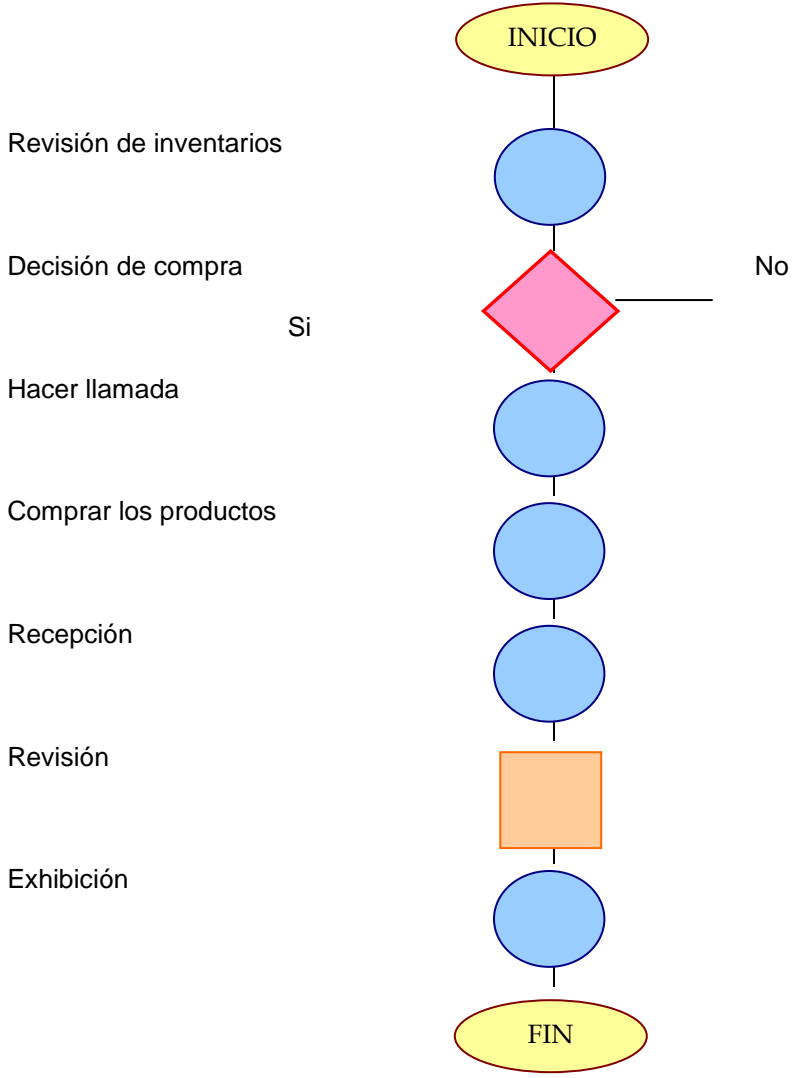 INICIO
Revisión de inventarios
Decisión de compra No
Si
Hacer llamada
Comprar los productos
Recepción
Revisión
Exhibición
FIN